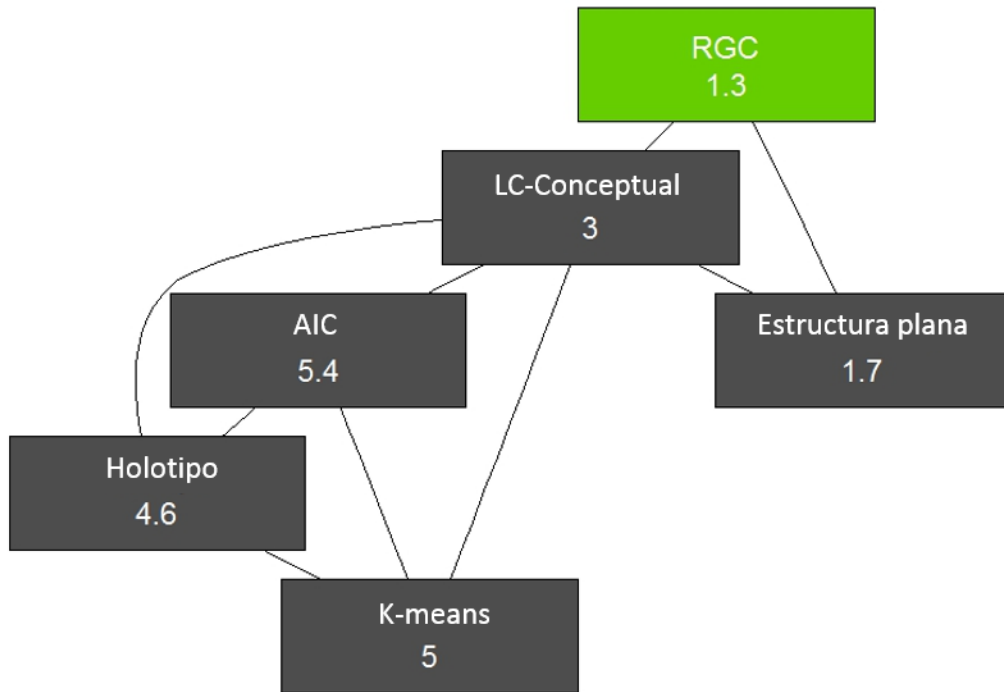 RGC
1.3
LC-Conceptual
3
AIC
5.4
Estructura plana
1.7
Holotipo
4.6
K-means
5